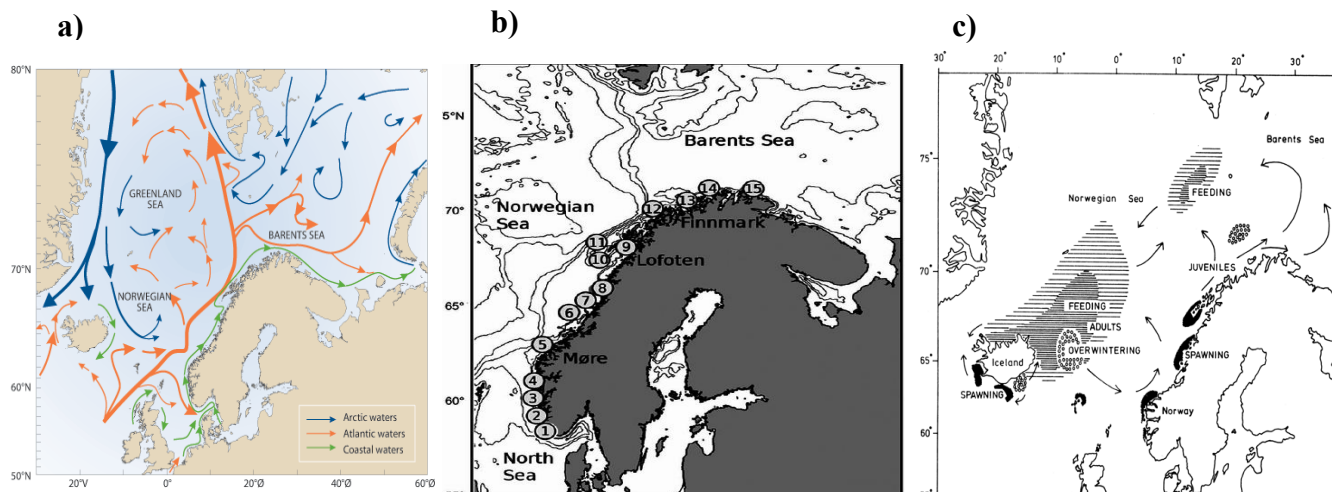 a)
80°N
70°N
60°N
50°N
20°W
0°
20°E
40°E
60°E
GREENLAND
SEA
BARENTS SEA
NORWEGIAN
SEA
Arctic waters
Atlantic waters
Coastal waters
b)
5°N
70°
65°
60°
Barents Sea
Norwegian
Sea
Finnmark
Lofoten
Møre
North
Sea
15
14
13
12
11
9
10
8
7
6
5
4
3
2
1
c)
30°
20°
10°
0°
10°
20°
30°
75°
70°
65°
60°
Barents Sea
FEEDING
Norwegian Sea
JUVENILES
FEEDING
ADULTS
OVERWINTERING
Iceland
SPAWNING
SPAWNING
Norway